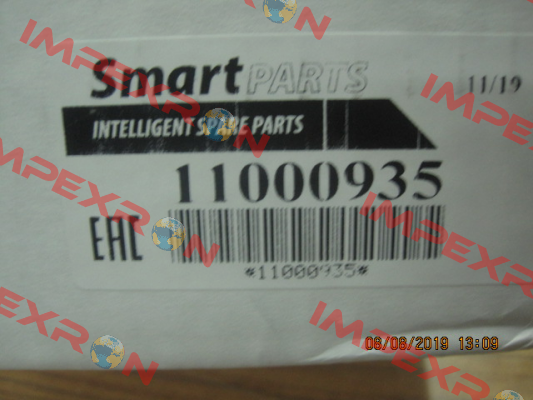 Smart PARTS
11/19
INTELLIGENT SPARE PARTS
11000935
EAC
*11000935*
06/06/2019 13:09
IMPEXRON
IMPEXRON
IMPEXRON
IMPEXRON
IMPEXRON